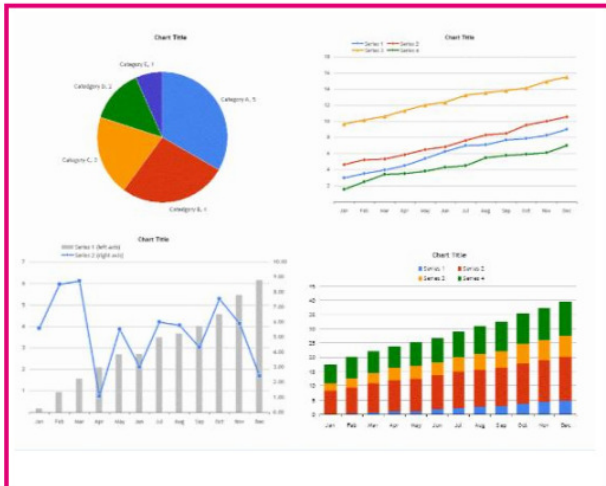 Chart Title
Category E, 1
Category D, 2
Category A, 5
Category C, 3
Category B, 4
Chart Title
Series 1
Series 2
Series 3
Series 4
18
16
14
12
10
8
6
4
2
Jan Feb Mar Apr May Jun Jul Aug Sep Oct Nov Dec
Chart Title
Series 1 (left axis)
Series 2 (right axis)
7
6
5
4
3
2
1
10.00
9.00
8.00
7.00
6.00
5.00
4.00
3.00
2.00
1.00
0.00
Jan Feb Mar Apr May Jun Jul Aug Sep Oct Nov Dec
Chart Title
Series 1
Series 2
Series 3
Series 4
45
40
35
30
25
20
15
10
5
0
Jan Feb Mar Apr May Jun Jul Aug Sep Oct Nov Dec